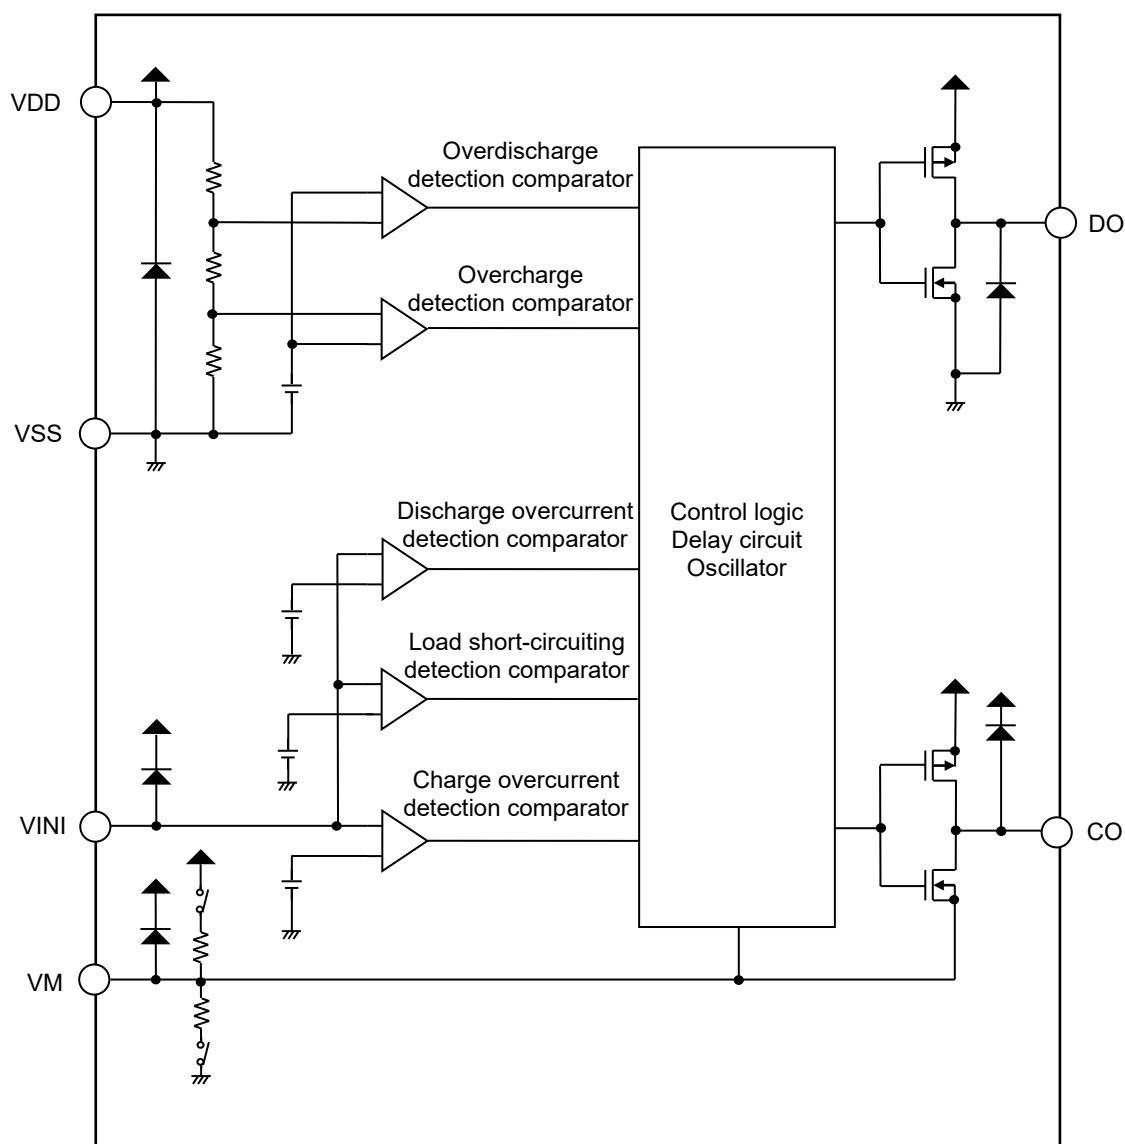 VDD
Overdischarge
detection comparator
DO
Overcharge
detection comparator
VSS
Discharge overcurrent
detection comparator
Control logic
Delay circuit
Oscillator
Load short-circuiting
detection comparator
Charge overcurrent
detection comparator
VINI
CO
VM